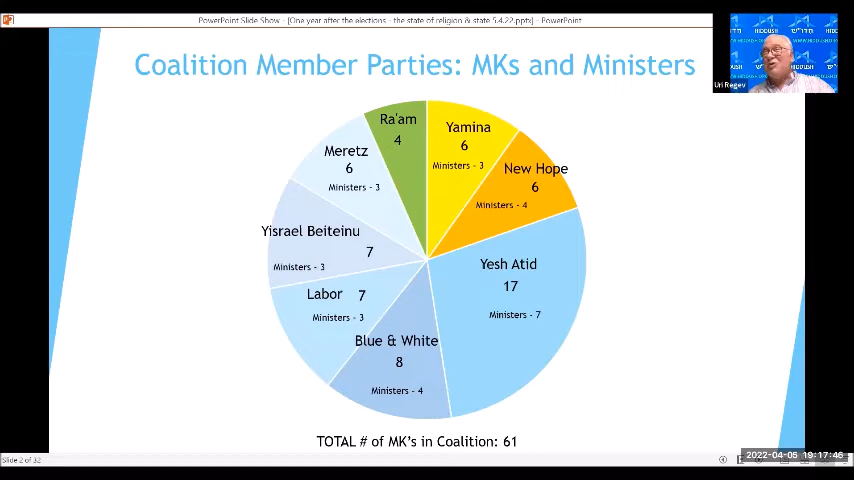 PowerPoint Slide Show - [One year after the elections - the state of religion & state 5.4.22.pptx] - PowerPoint
Coalition Member Parties: MKs and Ministers
HIDDUSH
Uri Regev
Ra'am
4
Yamina
6
Ministers - 3
Meretz
6
Ministers - 3
New Hope
6
Ministers - 4
Yisrael Beiteinu
7
Ministers - 3
Yesh Atid
17
Ministers - 7
Labor 7
Ministers - 3
Blue & White
8
Ministers - 4
TOTAL # of MK's in Coalition: 61
Slide 2 of 32
2022-04-05 19:17:46